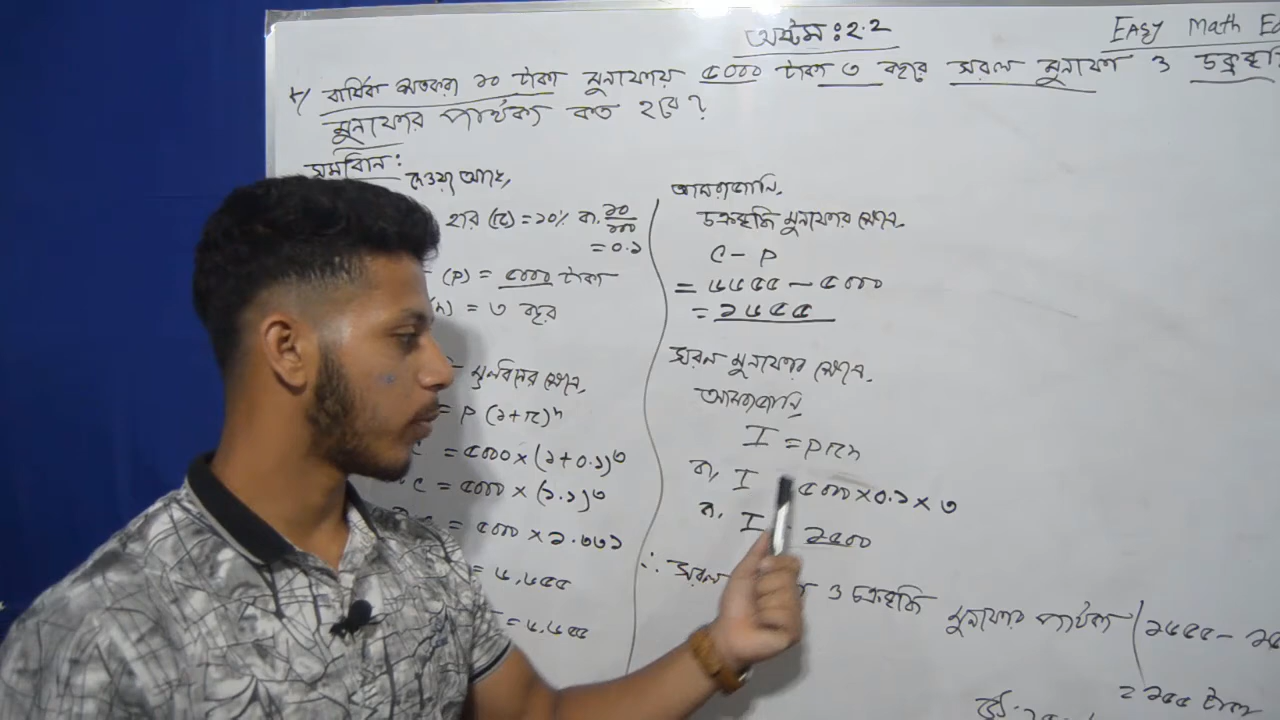 অষ্টম : ২.২
EASY Math Ed
বার্ষিক শতকরা ১০ টাকা মুনাফায় ৫০০০ টাকা ৩ বছরে সরল মুনাফা ও চক্রবৃদ্ধি
মুনাফার পার্থক্য কত হবে?
সমাধান:
দেওয়া আছে,
হার (r) = ১০% বা, ১০/১০০
= ০.১
(P) = ৫০০০ টাকা
n) = ৩ বছর
মূলধনের ক্ষেত্রে,
= P (১+r)ⁿ
= ৫০০০ × (১+০.১)³
C = ৫০০০ × (১.১)³
C = ৫০০০ × ১.৩৩১
= ৬,৬৫৫
= ৬,৬৫৫
আমরা জানি,
চক্রবৃদ্ধি মুনাফার ক্ষেত্রে,
C - P
= ৬৬৫৫ - ৫০০০
= ১৬৫৫
সরল মুনাফার ক্ষেত্রে,
আমরা জানি
I = Prn
বা, I ৫০০০ × ০.১ × ৩
বা, I ১৫০০
∴ সরল ও চক্রবৃদ্ধি মুনাফার পার্থক্য (১৬৫৫ - ১৫
= ১৫৫ টাকা